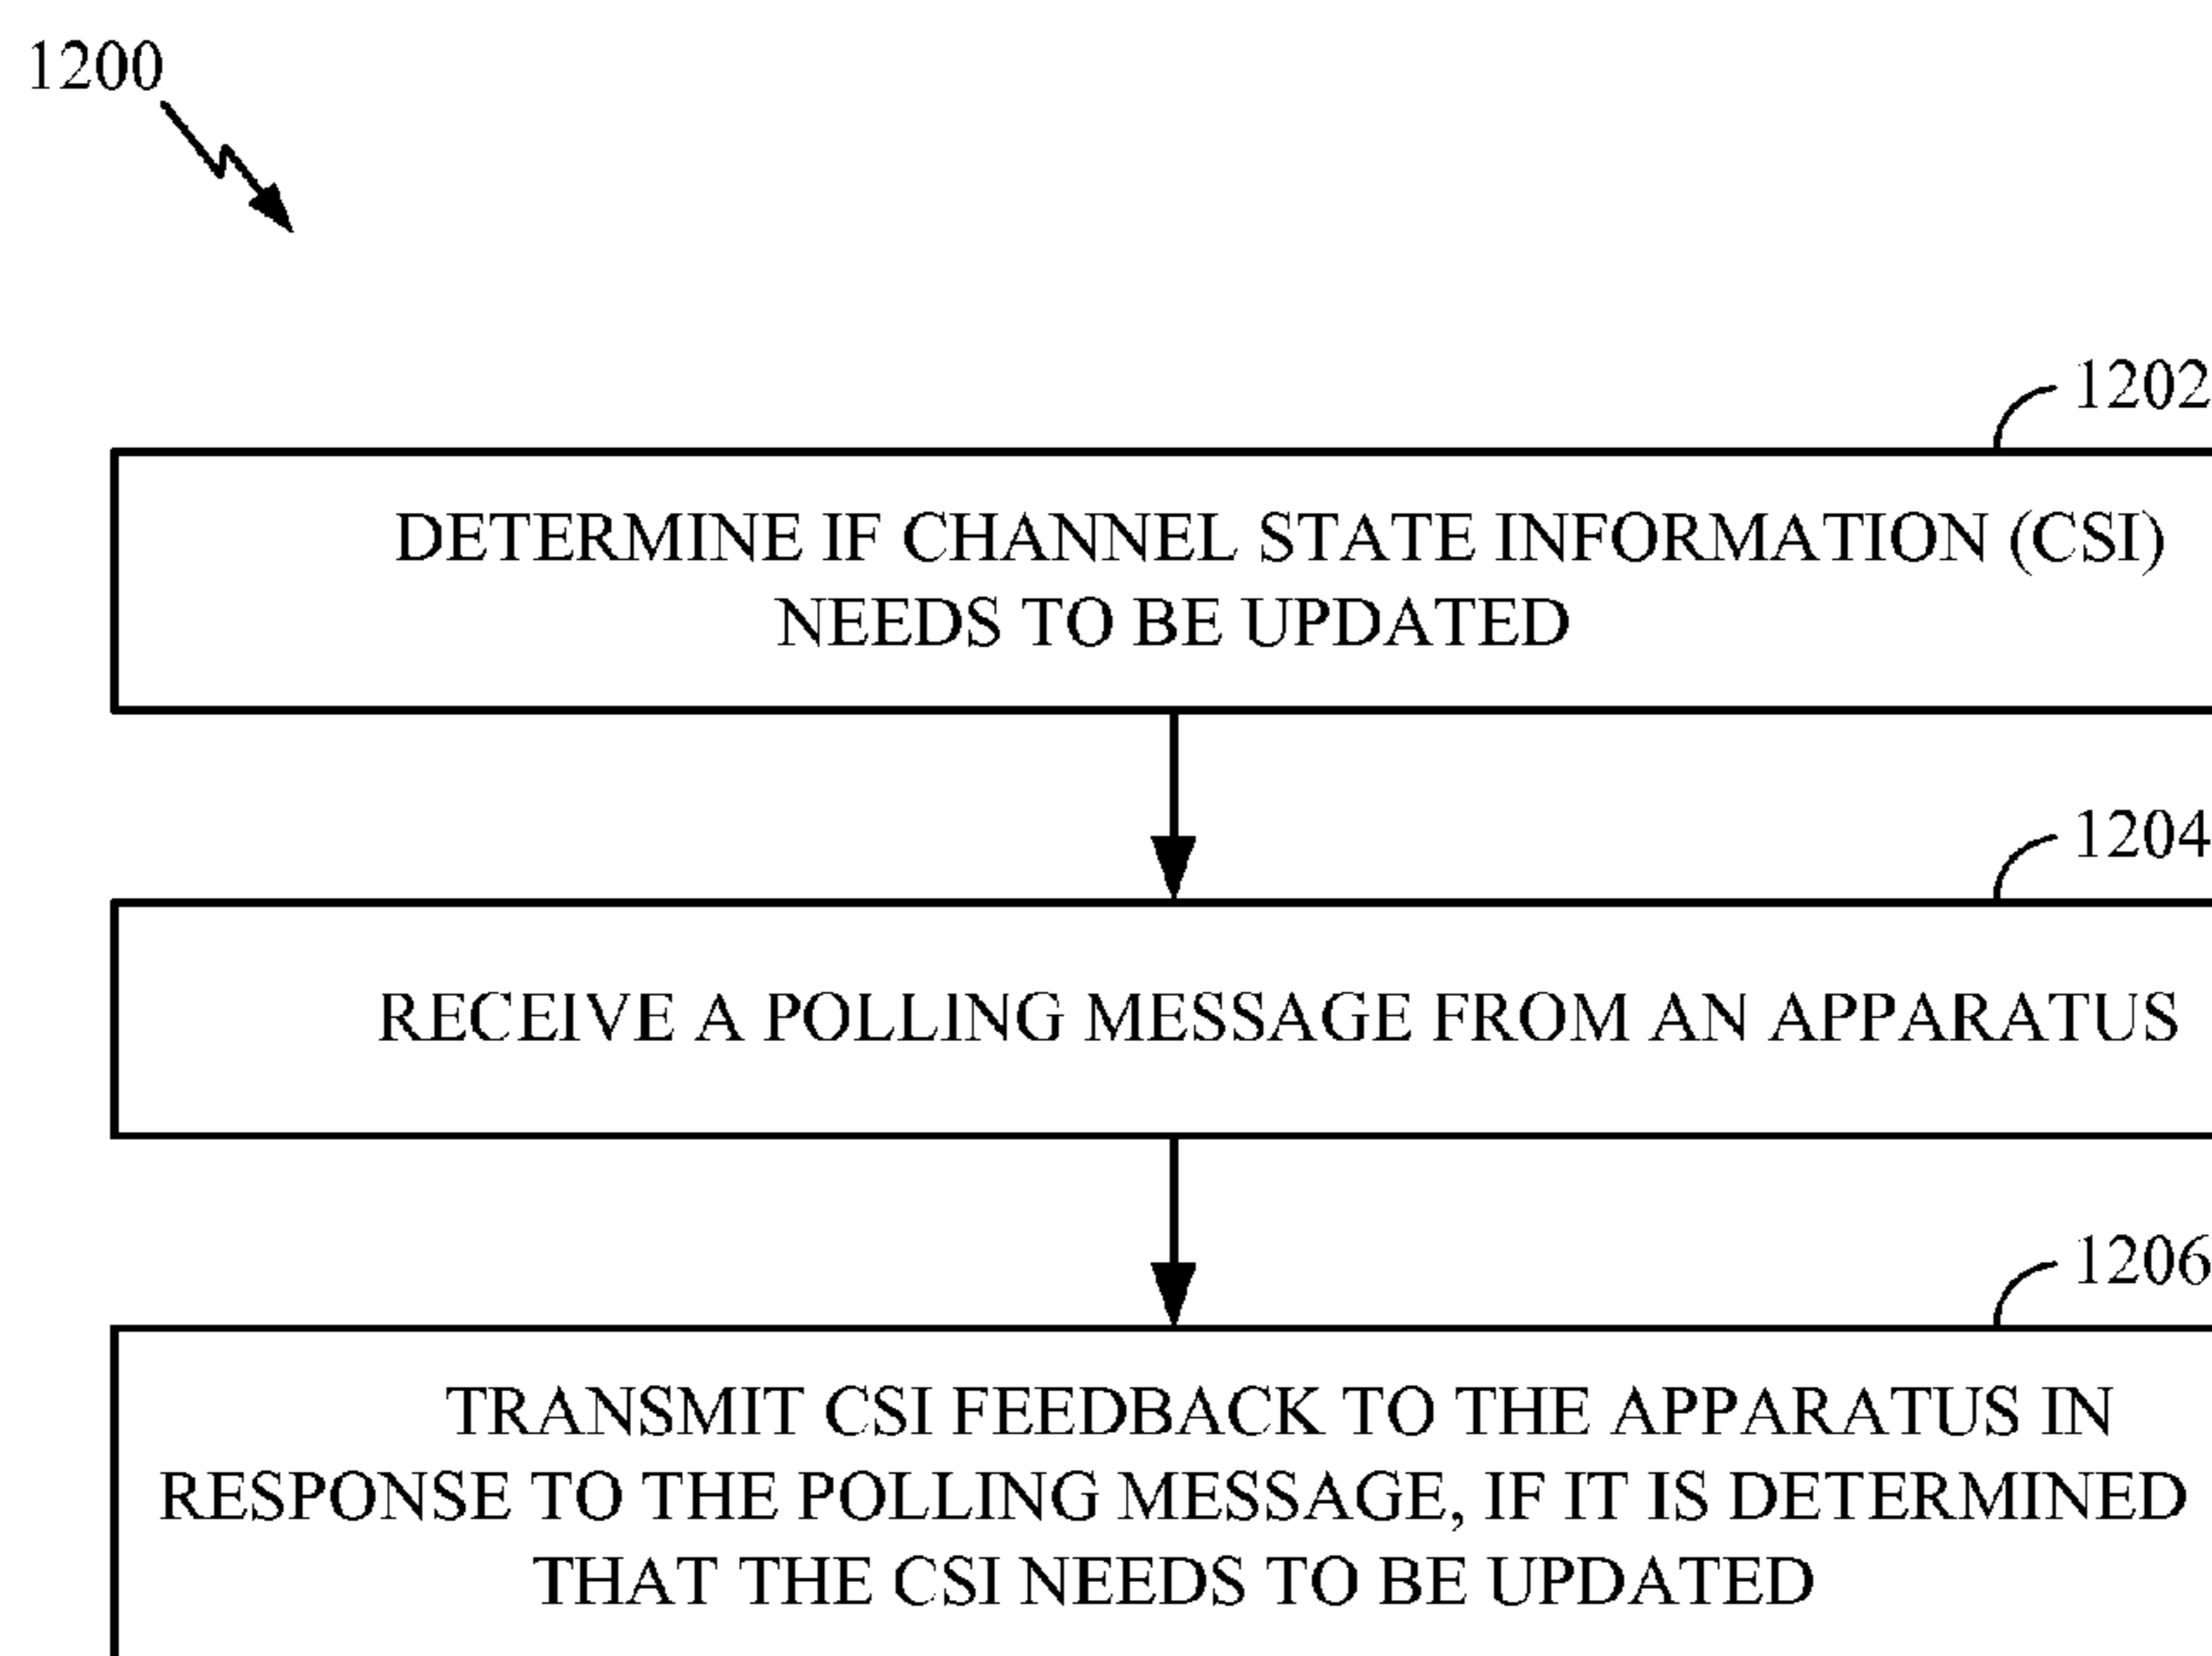 1200
1202
DETERMINE IF CHANNEL STATE INFORMATION (CSI)
NEEDS TO BE UPDATED
1204
RECEIVE A POLLING MESSAGE FROM AN APPARATUS
1206
TRANSMIT CSI FEEDBACK TO THE APPARATUS IN
RESPONSE TO THE POLLING MESSAGE, IF IT IS DETERMINED
THAT THE CSI NEEDS TO BE UPDATED